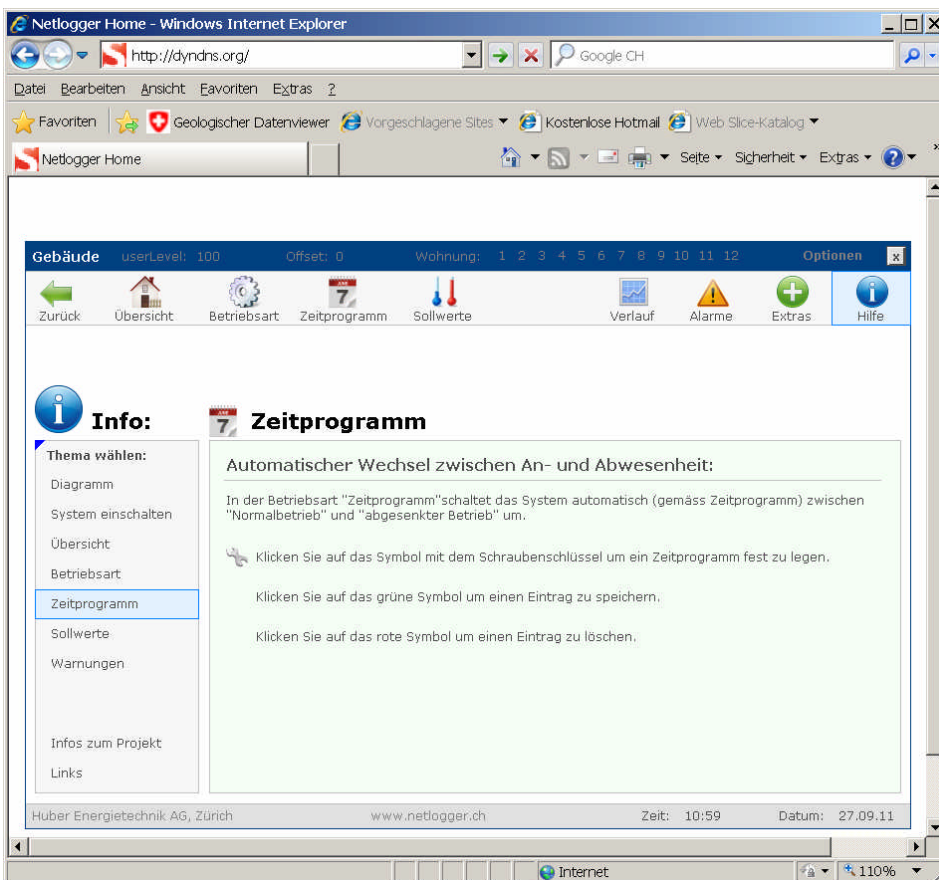 Netlogger Home - Windows Internet Explorer
http://dyndns.org/ Google CH
Datei Bearbeiten Ansicht Favoriten Extras ?
Favoriten Geologischer Datenviewer Vorgeschlagene Sites Kostenlose Hotmail Web Slice-Katalog
Netlogger Home Seite Sicherheit Extras »
Gebäude userLevel: 100 Offset: 0 Wohnung: 1 2 3 4 5 6 7 8 9 10 11 12 Optionen x
Zurück Übersicht Betriebsart Zeitprogramm Sollwerte Verlauf Alarme Extras Hilfe
Info: Zeitprogramm
Thema wählen:
Diagramm
System einschalten
Übersicht
Betriebsart
Zeitprogramm
Sollwerte
Warnungen
Infos zum Projekt
Links
Automatischer Wechsel zwischen An- und Abwesenheit:
In der Betriebsart "Zeitprogramm"schaltet das System automatisch (gemäss Zeitprogramm) zwischen
"Normalbetrieb" und "abgesenkter Betrieb" um.
Klicken Sie auf das Symbol mit dem Schraubenschlüssel um ein Zeitprogramm fest zu legen.
Klicken Sie auf das grüne Symbol um einen Eintrag zu speichern.
Klicken Sie auf das rote Symbol um einen Eintrag zu löschen.
Huber Energietechnik AG, Zürich www.netlogger.ch Zeit: 10:59 Datum: 27.09.11
Internet 110%